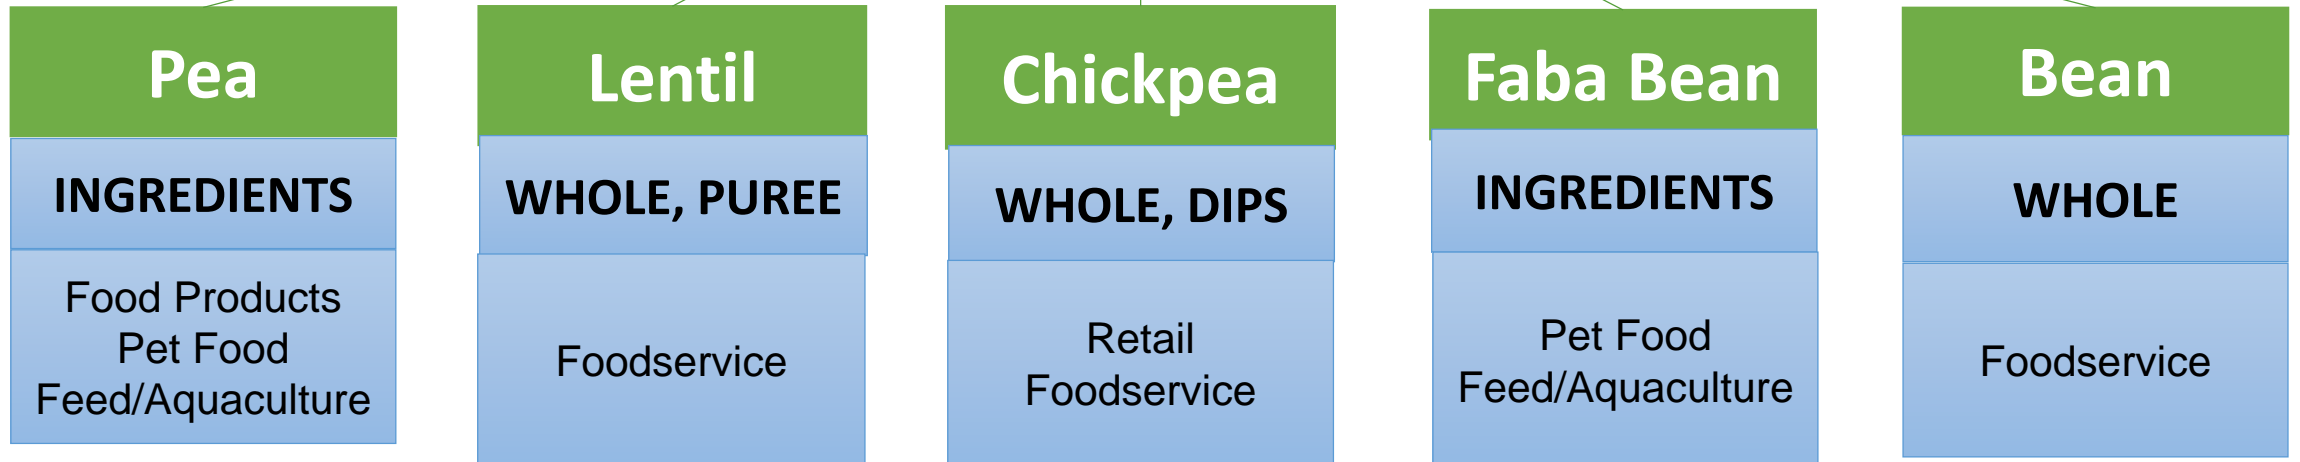 Pea
INGREDIENTS
Food Products
Pet Food
Feed/Aquaculture
Lentil
WHOLE, PUREE
Foodservice
Chickpea
WHOLE, DIPS
Retail
Foodservice
Faba Bean
INGREDIENTS
Pet Food
Feed/Aquaculture
Bean
WHOLE
Foodservice